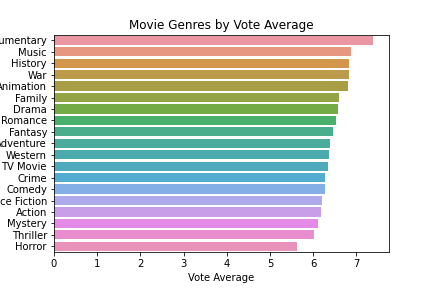 Movie Genres by Vote Average
umentary
Music
History
War
Animation
Family
Drama
Romance
Fantasy
dventure
Western
TV Movie
Crime
Comedy
ce Fiction
Action
Mystery
Thriller
Horror
0 1 2 3 4 5 6 7
Vote Average